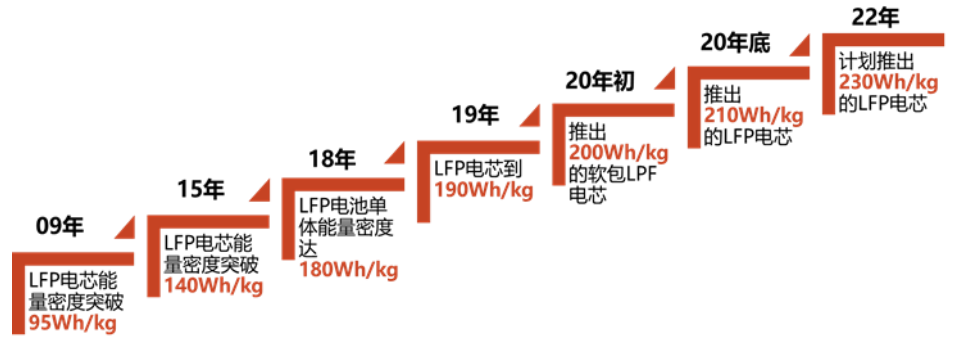 09年
LFP电芯能
量密度突破
95Wh/kg
15年
LFP电芯能
量密度突破
140Wh/kg
18年
LFP电池单
体能量密度
达
180Wh/kg
19年
LFP电芯到
190Wh/kg
20年初
推出
200Wh/kg
的软包LPF
电芯
20年底
推出
210Wh/kg
的LFP电芯
22年
计划推出
230Wh/kg
的LFP电芯